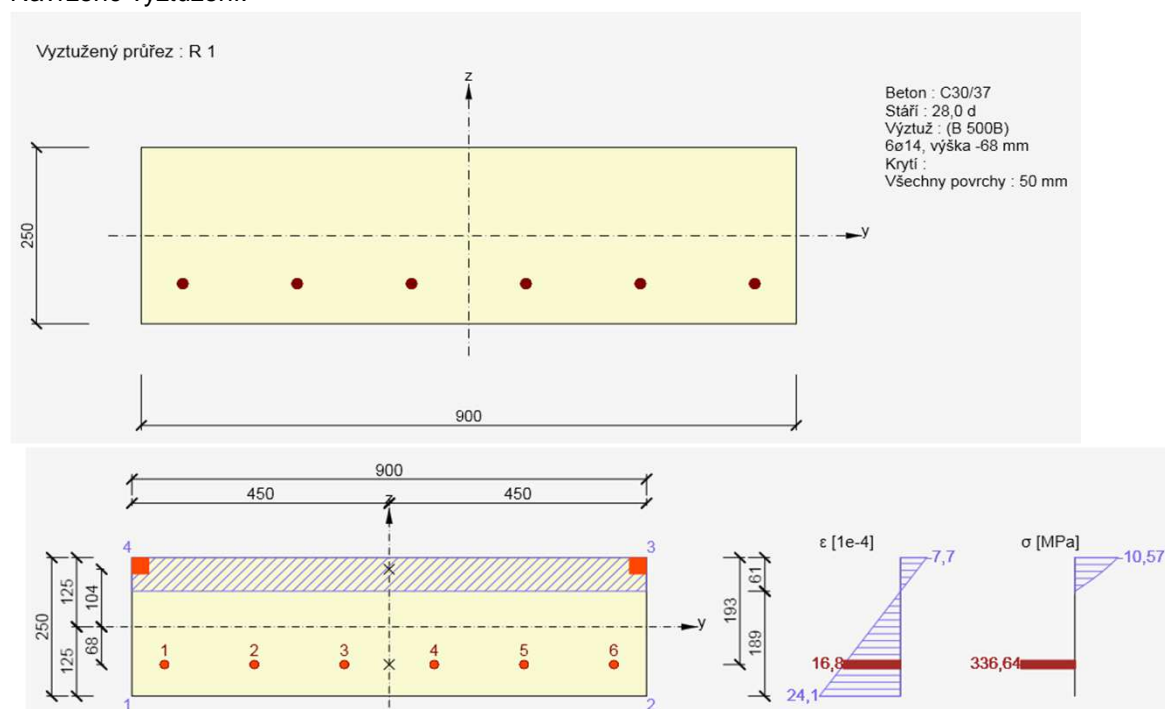 Vyztužený průřez : R 1
z
Beton : C30/37
Stáří : 28,0 d
Výztuž : (B 500B)
6ø14, výška -68 mm
Krytí :
Všechny povrchy : 50 mm
250
y
900
900
450
450
z
4
3
ε [1e-4]
σ [MPa]
-7,7
-10,57
125
104
61
193
250
y
68
125
189
1
2
3
4
5
6
16,8
336,64
24,1
1
2